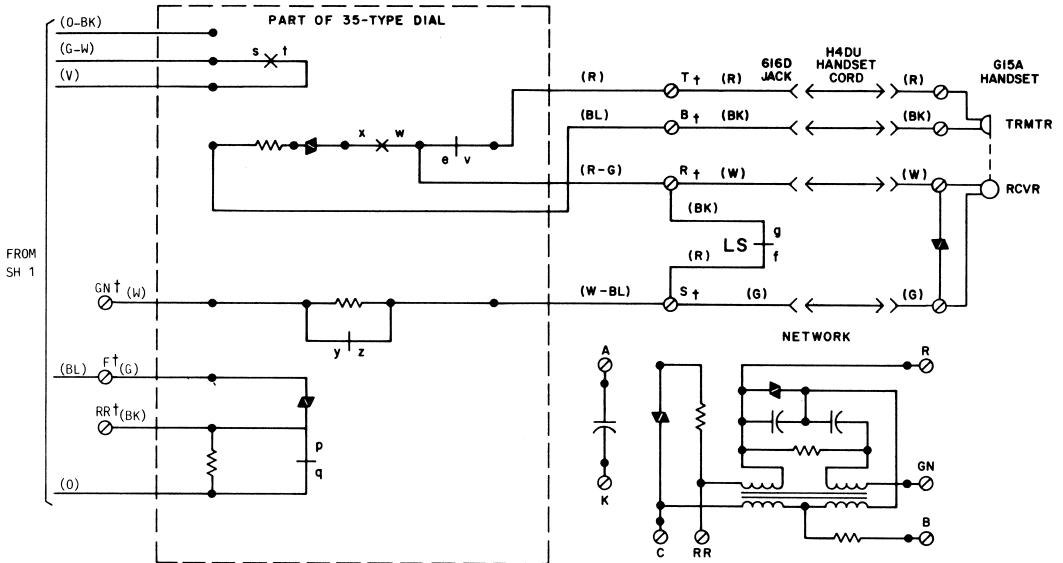 PART OF 35-TYPE DIAL
(O-BK)
(G-W)
s t
(V)
616D
JACK
H4DU
HANDSET
CORD
G15A
HANDSET
(R) T † (R) (R)
(BL) B † (BK) (BK)
TRMTR
x w
e v
(R-G) R † (W) (W)
RCVR
(BK)
LS
g
f
(R)
FROM
SH 1
GN † (W)
(W-BL) S † (G) (G)
y z
NETWORK
(BL) F † (G)
A
R
RR † (BK)
p
q
(O)
K
GN
B
C RR